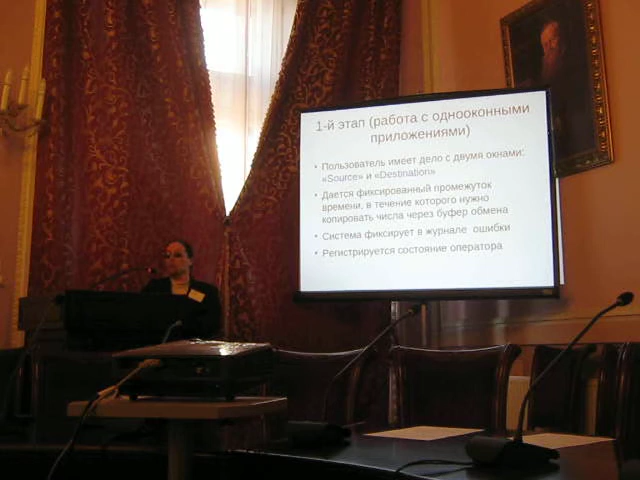 1-й этап (работа с однооконными
приложениями)
• Пользователь имеет дело с двумя окнами:
«Source» и «Destination»
• Дается фиксированный промежуток
времени, в течение которого нужно
копировать числа через буфер обмена
• Система фиксирует в журнале ошибки
• Регистрируется состояние оператора